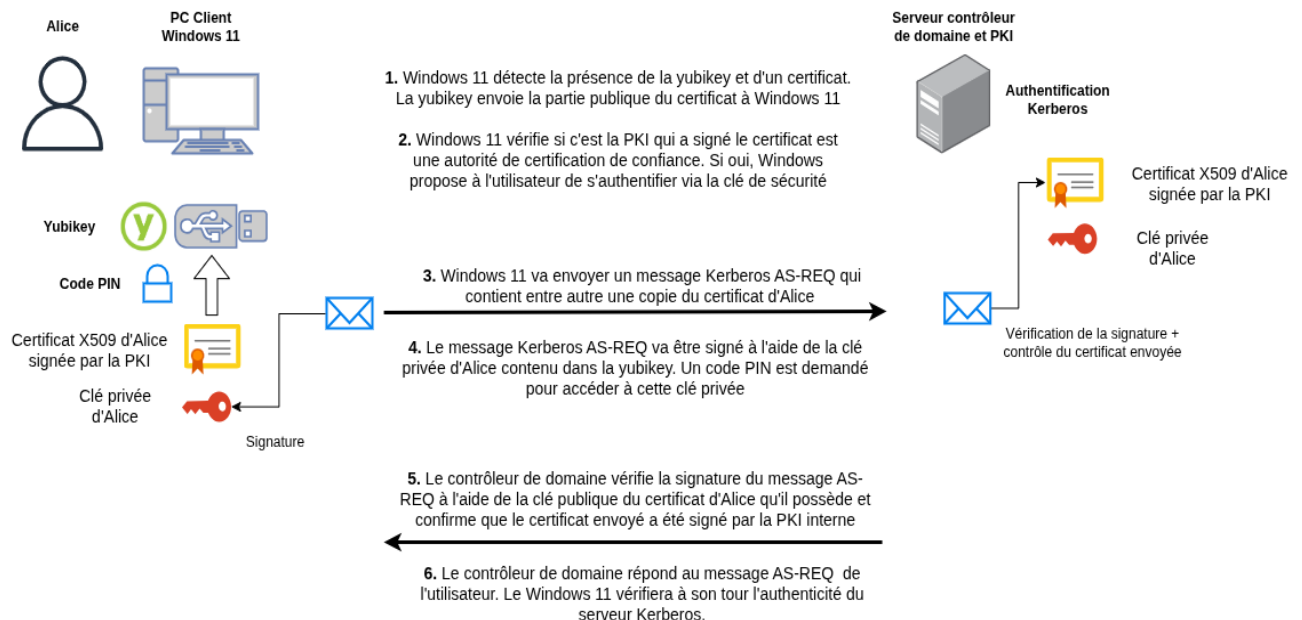 Alice
PC Client
Windows 11
Serveur contrôleur
de domaine et PKI
1. Windows 11 détecte la présence de la yubikey et d'un certificat.
La yubikey envoie la partie publique du certificat à Windows 11
Authentification
Kerberos
2. Windows 11 vérifie si c'est la PKI qui a signé le certificat est
une autorité de certification de confiance. Si oui, Windows
propose à l'utilisateur de s'authentifier via la clé de sécurité
Certificat X509 d'Alice
signée par la PKI
Yubikey
y
Clé privée
d'Alice
Code PIN
3. Windows 11 va envoyer un message Kerberos AS-REQ qui
contient entre autre une copie du certificat d'Alice
Certificat X509 d'Alice
signée par la PKI
Vérification de la signature +
contrôle du certificat envoyée
4. Le message Kerberos AS-REQ va être signé à l'aide de la clé
privée d'Alice contenu dans la yubikey. Un code PIN est demandé
pour accéder à cette clé privée
Clé privée
d'Alice
Signature
5. Le contrôleur de domaine vérifie la signature du message AS-
REQ à l'aide de la clé publique du certificat d'Alice qu'il possède et
confirme que le certificat envoyé a été signé par la PKI interne
6. Le contrôleur de domaine répond au message AS-REQ  de
l'utilisateur. Le Windows 11 vérifiera à son tour l'authenticité du
serveur Kerberos.